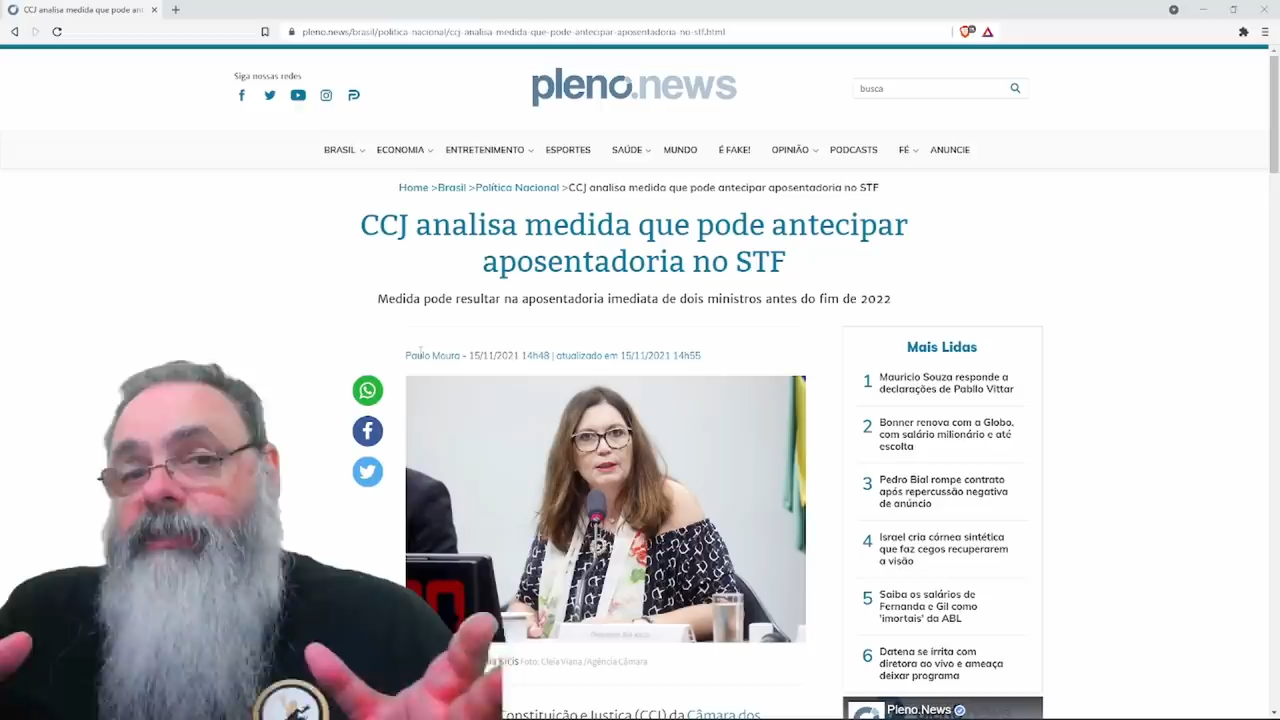 CCJ analisa medida que pode ant
pleno.news/brasil/politica-nacional/ccj-analisa-medida-que-pode-antecipar-aposentadoria-no-stf.html
Siga nossas redes
pleno.news
busca
BRASIL ECONOMIA ENTRETENIMENTO ESPORTES SAÚDE MUNDO É FAKE! OPINIÃO PODCASTS FÉ ANUNCIE
Home >Brasil >Política Nacional >CCJ analisa medida que pode antecipar aposentadoria no STF
CCJ analisa medida que pode antecipar
aposentadoria no STF
Medida pode resultar na aposentadoria imediata de dois ministros antes do fim de 2022
Paulo Moura - 15/11/2021 14h48 | atualizado em 15/11/2021 14h55
Foto: Cleia Viana /Agência Câmara
Constituição e Justiça (CCJ) da Câmara dos
Mais Lidas
1 Mauricio Souza responde a
declarações de Pabllo Vittar
2 Bonner renova com a Globo,
com salário milionário e até
escolta
3 Pedro Bial rompe contrato
após repercussão negativa
de anúncio
4 Israel cria córnea sintética
que faz cegos recuperarem
a visão
5 Saiba os salários de
Fernanda e Gil como
'imortais' da ABL
6 Datena se irrita com
diretora ao vivo e ameaça
deixar programa
Pleno.News